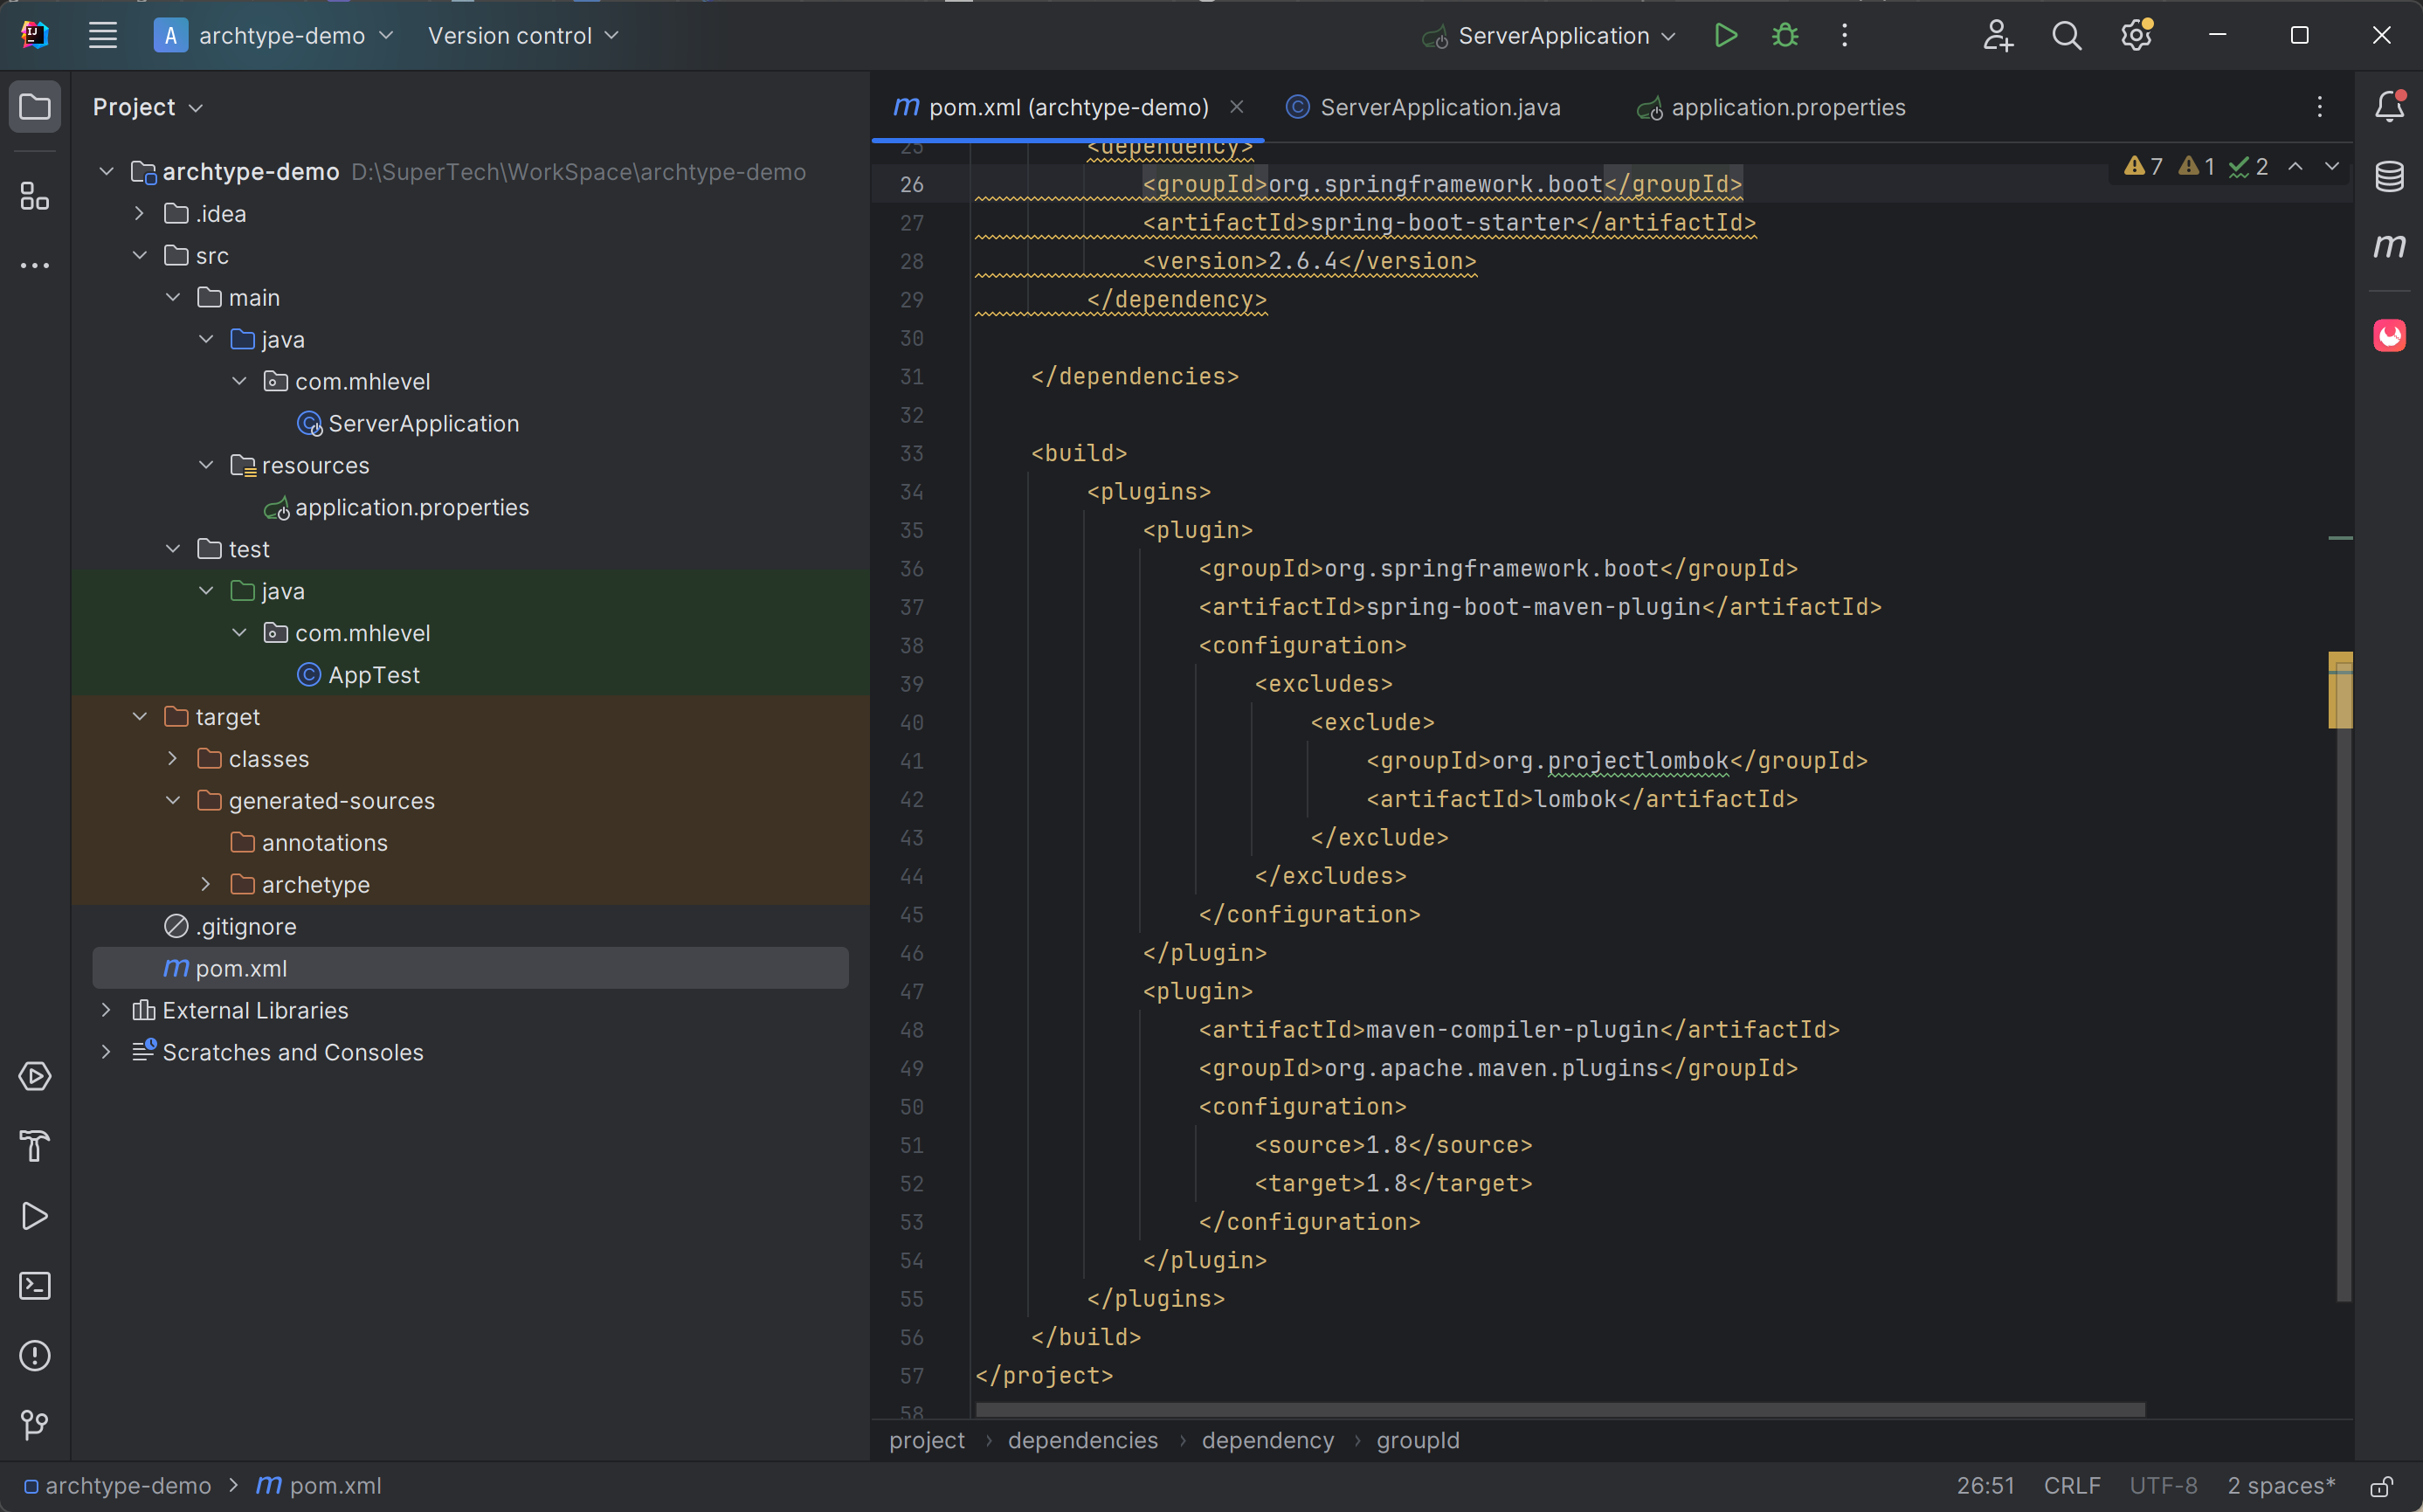 A archtype-demo Version control ServerApplication
Project
pom.xml (archtype-demo) ServerApplication.java application.properties
archtype-demo D:\SuperTech\WorkSpace\archtype-demo
.idea
src
main
java
com.mhlevel
ServerApplication
resources
application.properties
test
java
com.mhlevel
AppTest
target
classes
generated-sources
annotations
archetype
.gitignore
m pom.xml
External Libraries
Scratches and Consoles
7 1 2
25 <dependency>
26 <groupId>org.springframework.boot</groupId>
27 <artifactId>spring-boot-starter</artifactId>
28 <version>2.6.4</version>
29 </dependency>
30
31 </dependencies>
32
33 <build>
34 <plugins>
35 <plugin>
36 <groupId>org.springframework.boot</groupId>
37 <artifactId>spring-boot-maven-plugin</artifactId>
38 <configuration>
39 <excludes>
40 <exclude>
41 <groupId>org.projectlombok</groupId>
42 <artifactId>lombok</artifactId>
43 </exclude>
44 </excludes>
45 </configuration>
46 </plugin>
47 <plugin>
48 <artifactId>maven-compiler-plugin</artifactId>
49 <groupId>org.apache.maven.plugins</groupId>
50 <configuration>
51 <source>1.8</source>
52 <target>1.8</target>
53 </configuration>
54 </plugin>
55 </plugins>
56 </build>
57 </project>
58
project › dependencies › dependency › groupId
archtype-demo > m pom.xml 26:51 CRLF UTF-8 2 spaces*